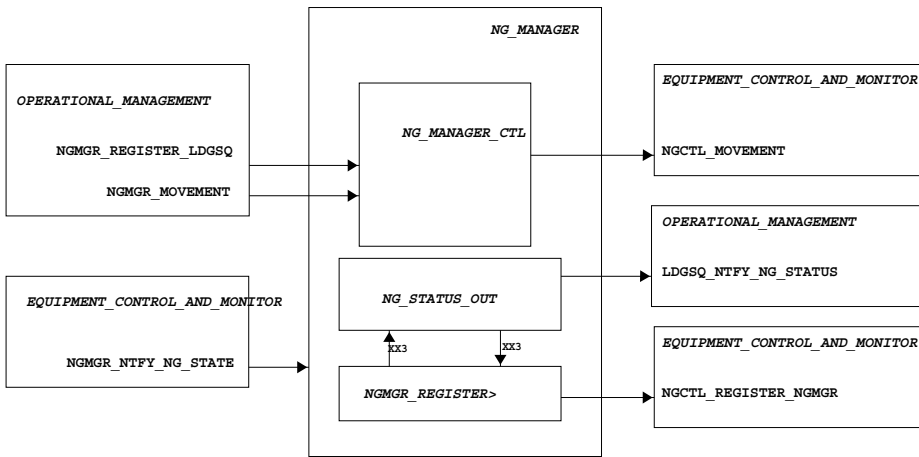 NG_MANAGER
OPERATIONAL_MANAGEMENT
NGMGR_REGISTER_LDGSQ
NGMGR_MOVEMENT
EQUIPMENT_CONTROL_AND_MONITOR
NGMGR_NTFY_NG_STATE
NG_MANAGER_CTL
NG_STATUS_OUT
XX3
XX3
NGMGR_REGISTER>
EQUIPMENT_CONTROL_AND_MONITOR
NGCTL_MOVEMENT
OPERATIONAL_MANAGEMENT
LDGSQ_NTFY_NG_STATUS
EQUIPMENT_CONTROL_AND_MONITOR
NGCTL_REGISTER_NGMGR